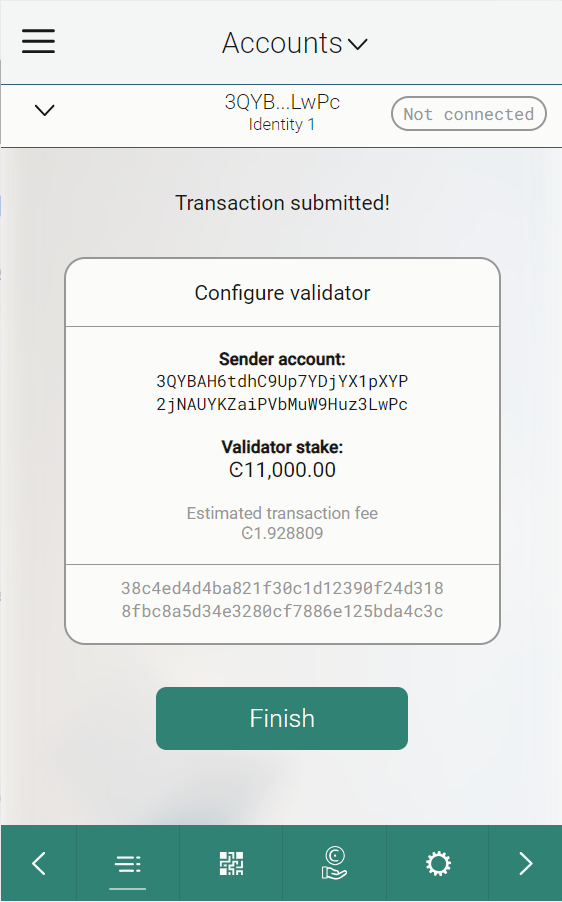 Accounts
3QYB...LwPc
Identity 1
Not connected
Transaction submitted!
Configure validator
Sender account:
3QYBAH6tdhC9Up7YDjYX1pXYP
2jNAUYKZaiPVbMuW9Huz3LwPc
Validator stake:
Ͼ11,000.00
Estimated transaction fee
Ͼ1.928809
38c4ed4d4ba821f30c1d12390f24d318
8fbc8a5d34e3280cf7886e125bda4c3c
Finish